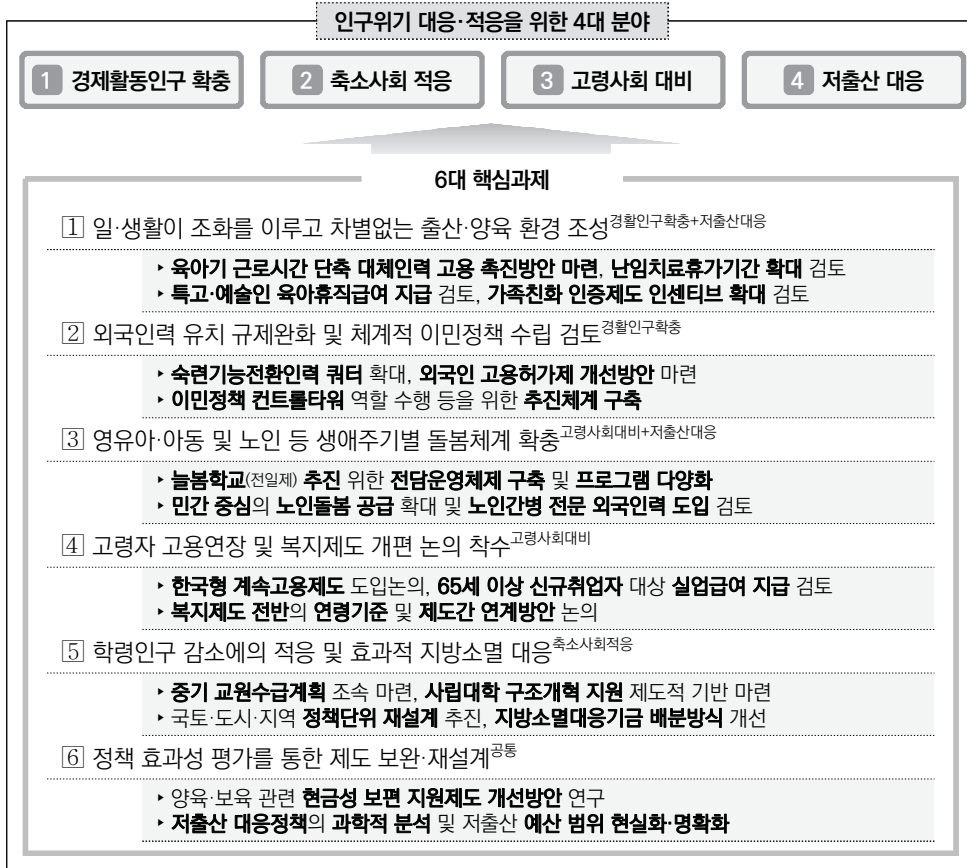 인구위기 대응·적응을 위한 4대 분야
1 경제활동인구 확충
2 축소사회 적응
3 고령사회 대비
4 저출산 대응
6대 핵심과제
1 일·생활이 조화를 이루고 차별없는 출산·양육 환경 조성경활인구확충+저출산대응
‣ 육아기 근로시간 단축 대체인력 고용 촉진방안 마련, 난임치료휴가기간 확대 검토
‣ 특고·예술인 육아휴직급여 지급 검토, 가족친화 인증제도 인센티브 확대 검토
2 외국인력 유치 규제완화 및 체계적 이민정책 수립 검토경활인구확충
‣ 숙련기능전환인력 쿼터 확대, 외국인 고용허가제 개선방안 마련
‣ 이민정책 컨트롤타워 역할 수행 등을 위한 추진체계 구축
3 영유아·아동 및 노인 등 생애주기별 돌봄체계 확충고령사회대비+저출산대응
‣ 늘봄학교(전일제) 추진 위한 전담운영체제 구축 및 프로그램 다양화
‣ 민간 중심의 노인돌봄 공급 확대 및 노인간병 전문 외국인력 도입 검토
4 고령자 고용연장 및 복지제도 개편 논의 착수고령사회대비
‣ 한국형 계속고용제도 도입논의, 65세 이상 신규취업자 대상 실업급여 지급 검토
‣ 복지제도 전반의 연령기준 및 제도간 연계방안 논의
5 학령인구 감소에의 적응 및 효과적 지방소멸 대응축소사회적응
‣ 중기 교원수급계획 조속 마련, 사립대학 구조개혁 지원 제도적 기반 마련
‣ 국토·도시·지역 정책단위 재설계 추진, 지방소멸대응기금 배분방식 개선
6 정책 효과성 평가를 통한 제도 보완·재설계공통
‣ 양육·보육 관련 현금성 보편 지원제도 개선방안 연구
‣ 저출산 대응정책의 과학적 분석 및 저출산 예산 범위 현실화·명확화